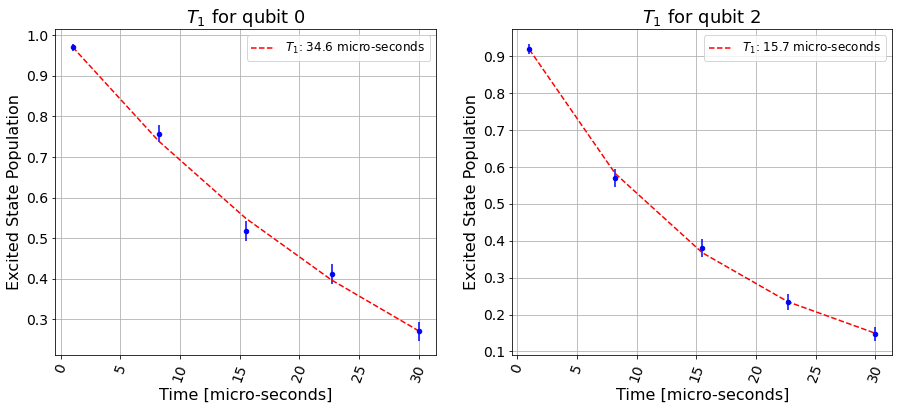 T₁ for qubit 0
T₁: 34.6 micro-seconds
Excited State Population
1.0
0.9
0.8
0.7
0.6
0.5
0.4
0.3
0 5 10 15 20 25 30
Time [micro-seconds]
T₁ for qubit 2
T₁: 15.7 micro-seconds
Excited State Population
0.9
0.8
0.7
0.6
0.5
0.4
0.3
0.2
0.1
0 5 10 15 20 25 30
Time [micro-seconds]